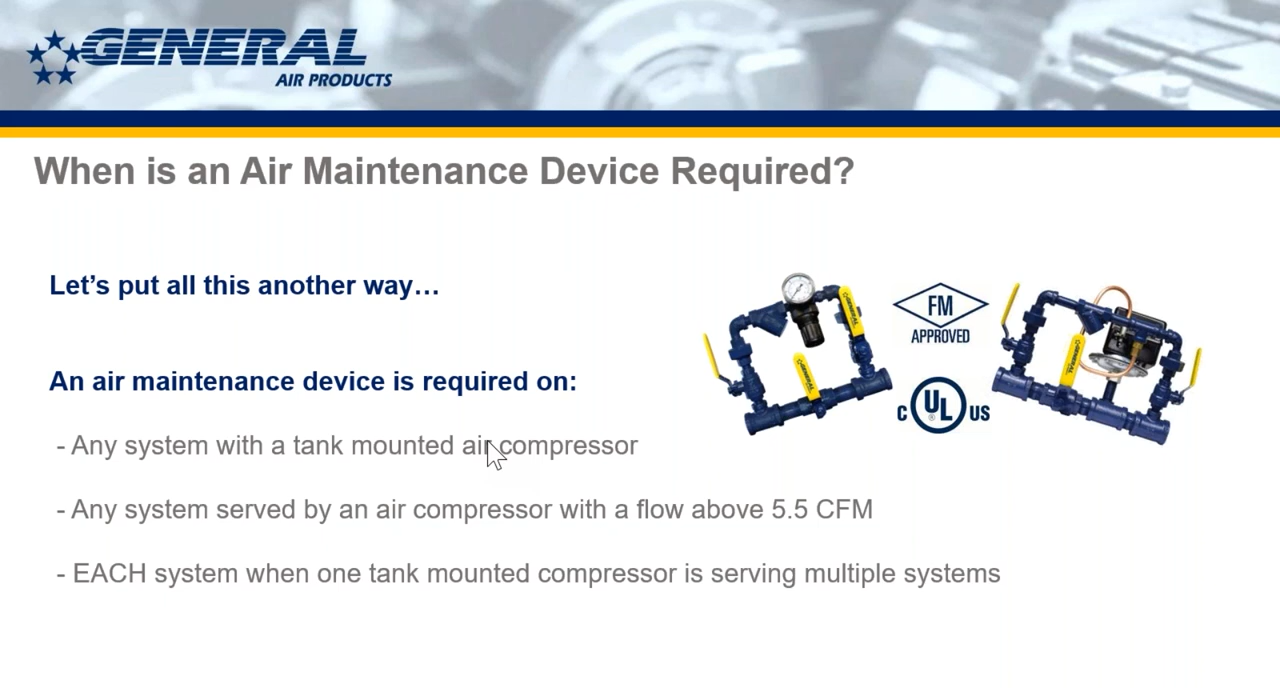 GENERAL
AIR PRODUCTS
When is an Air Maintenance Device Required?
Let’s put all this another way…
An air maintenance device is required on:
- Any system with a tank mounted air compressor
- Any system served by an air compressor with a flow above 5.5 CFM
- EACH system when one tank mounted compressor is serving multiple systems
GENERAL
GENERAL
FM
APPROVED
C UL ® US
GENERAL